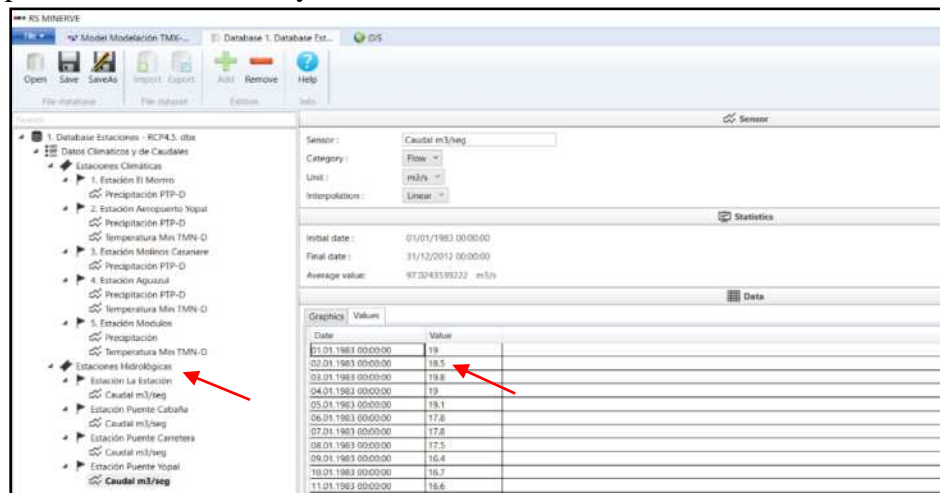 RS MINERVE
File
Model Modelación TMX-...
Database 1. Database Est...
GIS
Open Save SaveAs Import Export Add Remove Help
File database File dataset Edition Info
Search
1. Database Estaciones - RCP4.5. dbx
Datos Climaticos y de Caudales
Estaciones Climáticas
1. Estación El Morro
Precipitación PTP-D
2. Estación Aeropuerto Yopal
Precipitación PTP-D
Temperatura Min TMN-D
3. Estación Molinos Casanare
Precipitación PTP-D
4. Estación Aguazul
Precipitación PTP-D
Temperatura Min TMN-D
5. Estación Modulos
Precipitación
Temperatura Min TMN-D
Estaciones Hidrológicas
Estación La Estación
Caudal m3/seg
Estación Puente Cabaña
Caudal m3/seg
Estación Puente Carretera
Caudal m3/seg
Estación Puente Yopal
Caudal m3/seg
Sensor
Sensor : Caudal m3/seg
Category : Flow
Unit : m3/s
Interpolation : Linear
Statistics
Initial date : 01/01/1983 00:00:00
Final date : 31/12/2012 00:00:00
Average value: 97.0243539222 m3/s
Data
Graphics Values
Date Value
01.01.1983 00:00:00 19
02.01.1983 00:00:00 18.5
03.01.1983 00:00:00 19.8
04.01.1983 00:00:00 19
05.01.1983 00:00:00 19.1
06.01.1983 00:00:00 17.8
07.01.1983 00:00:00 17.8
08.01.1983 00:00:00 17.5
09.01.1983 00:00:00 16.4
10.01.1983 00:00:00 16.7
11.01.1983 00:00:00 16.6